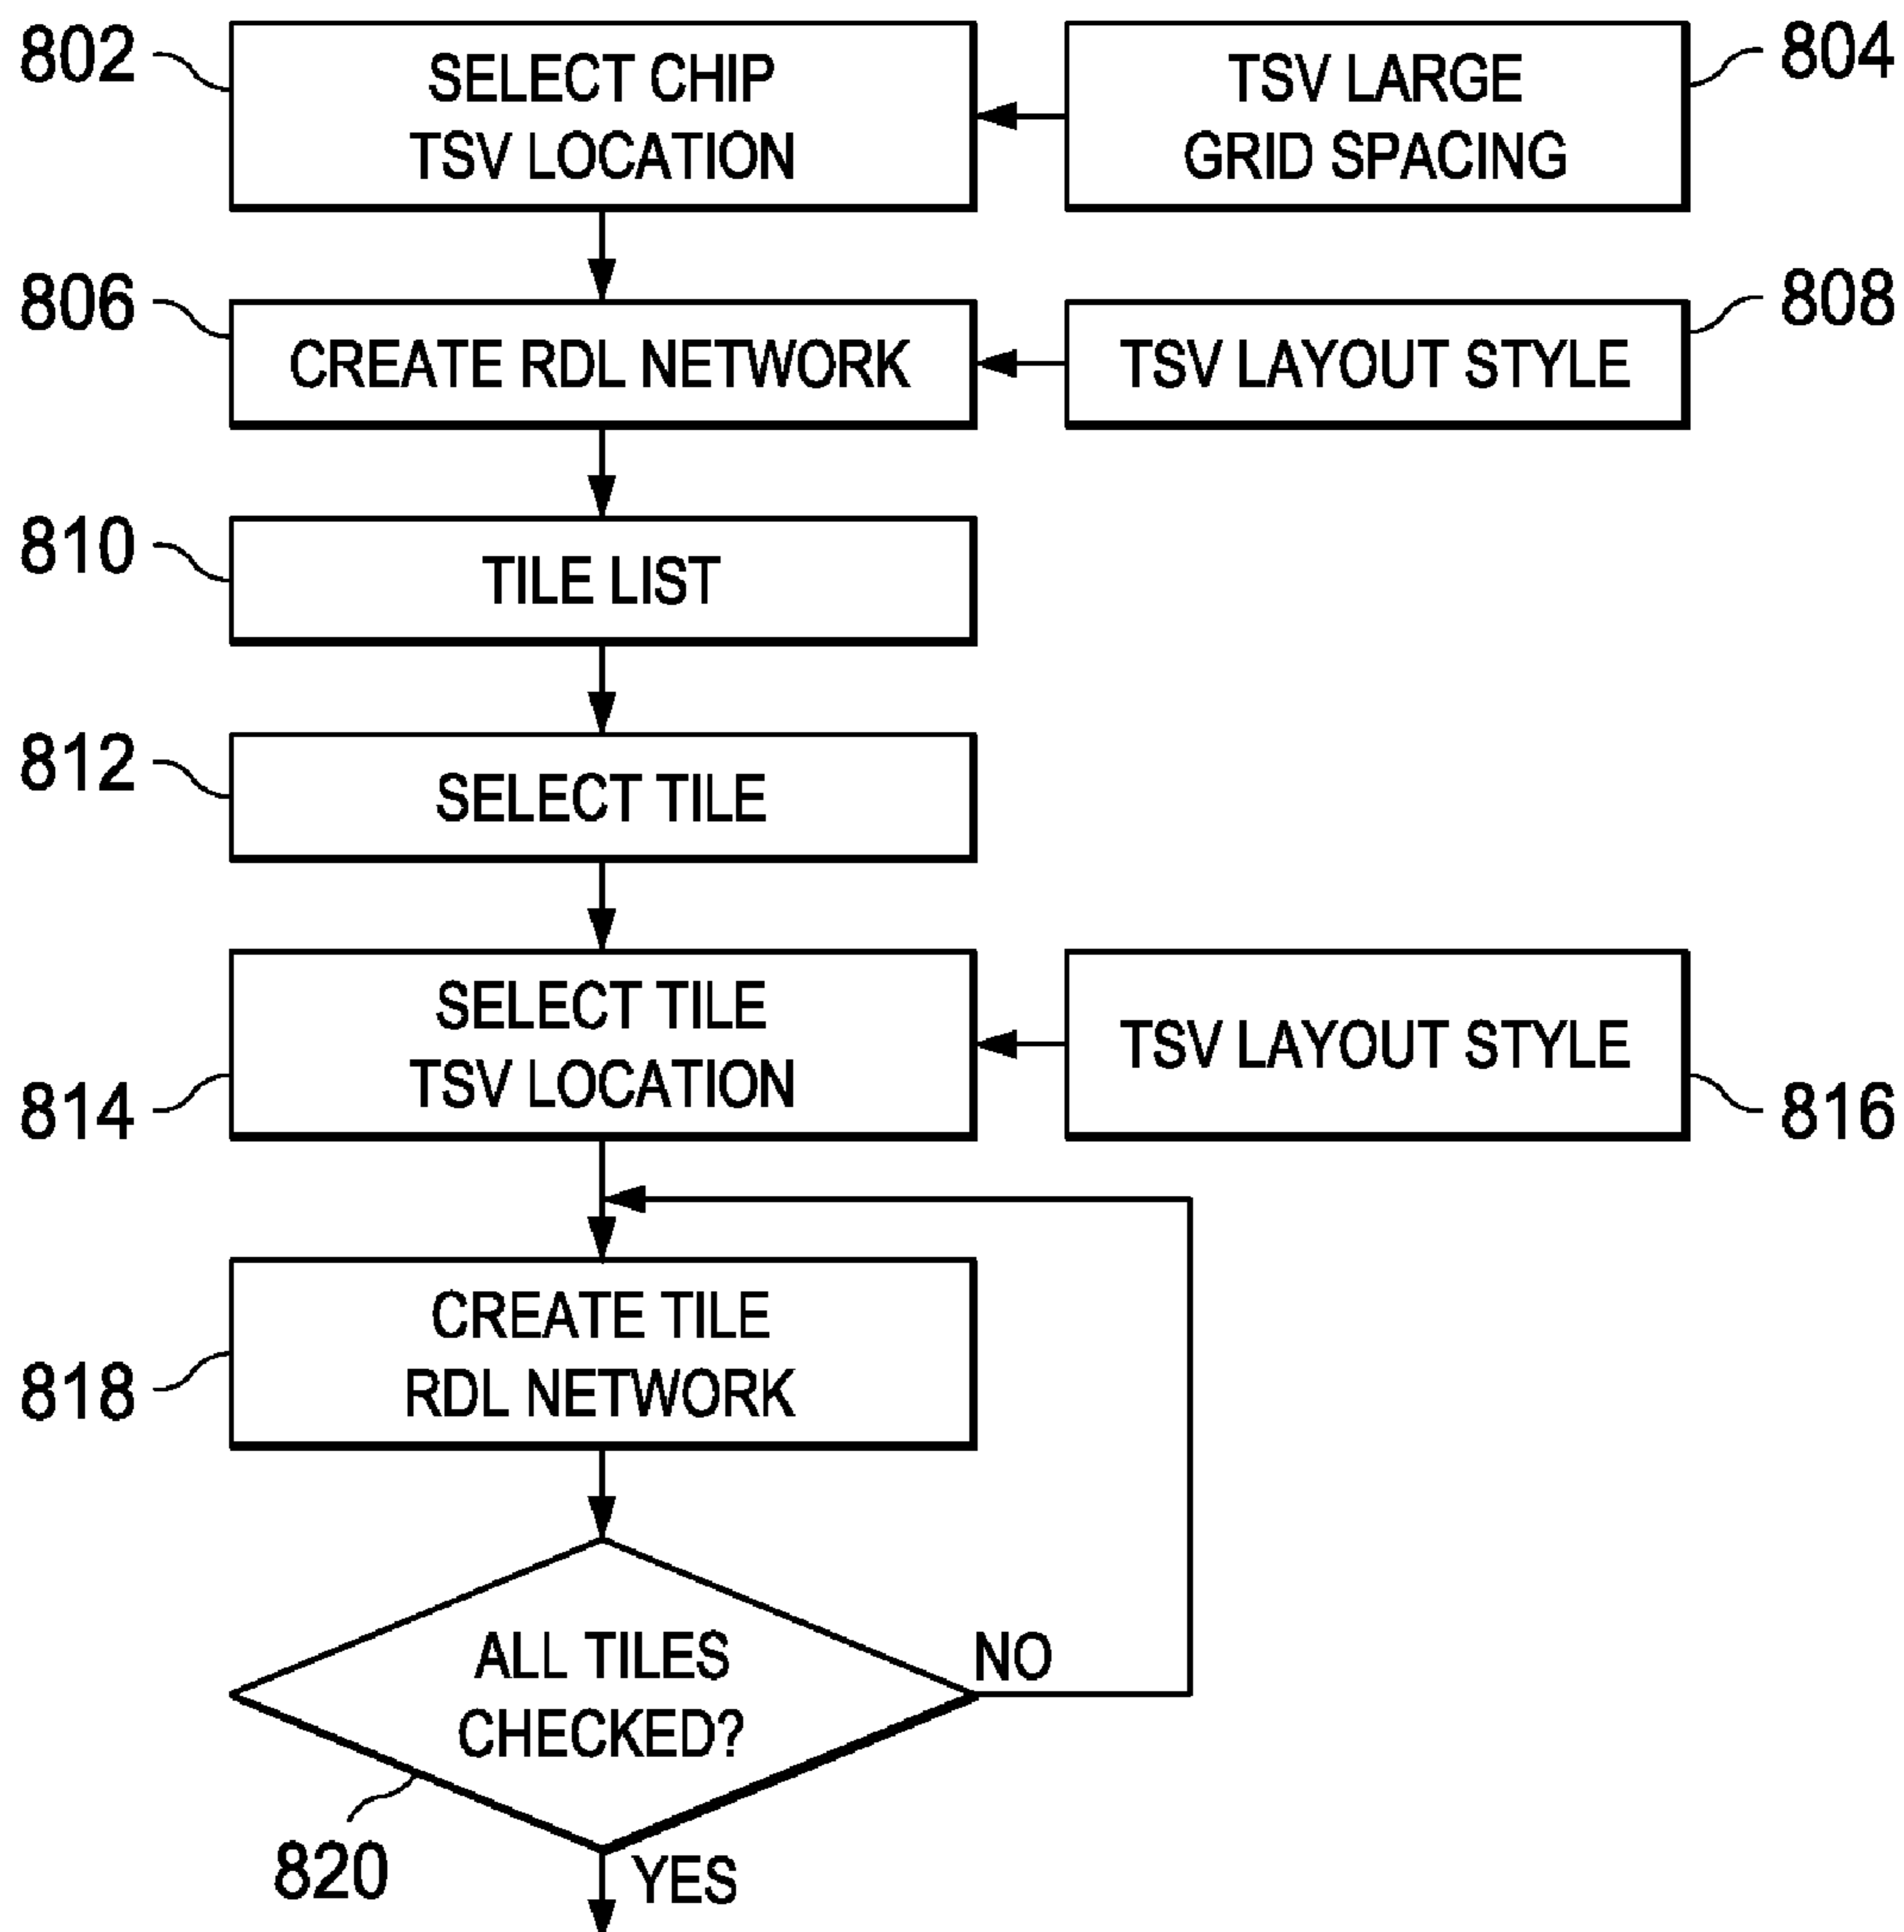 802
SELECT CHIP
TSV LOCATION
TSV LARGE
GRID SPACING
804
806
CREATE RDL NETWORK
TSV LAYOUT STYLE
808
810
TILE LIST
812
SELECT TILE
814
SELECT TILE
TSV LOCATION
TSV LAYOUT STYLE
816
818
CREATE TILE
RDL NETWORK
ALL TILES
CHECKED?
NO
820
YES